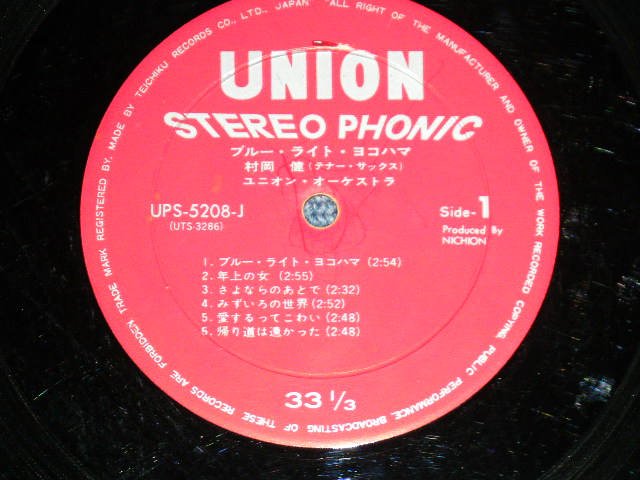 TRADE MARK REGISTERED. BY. MADE BY TEICHIKU RECORDS CO., LTD., JAPAN "ALL RIGHT OF THE MANUFACTURER AND OWNER OF THE WORK RECORDED COPYING, PUBLIC PERFORMANCE, BROADCASTING OF THESE RECORDS ARE FORBIDDEN
UNION
STEREO PHONIC
ブルー・ライト・ヨコハマ
村岡 健(テナー・サックス)
ユニオン・オーケストラ
UPS-5208-J
(UTS-3286)
Side-1
Produced By
NICHION
1. ブルー・ライト・ヨコハマ (2:54)
2. 年上の女 (2:55)
3. さよならのあとで (2:32)
4. みずいろの世界 (2:52)
5. 愛するってこわい (2:48)
6. 帰り道は遠かった (2:48)
33 1/3